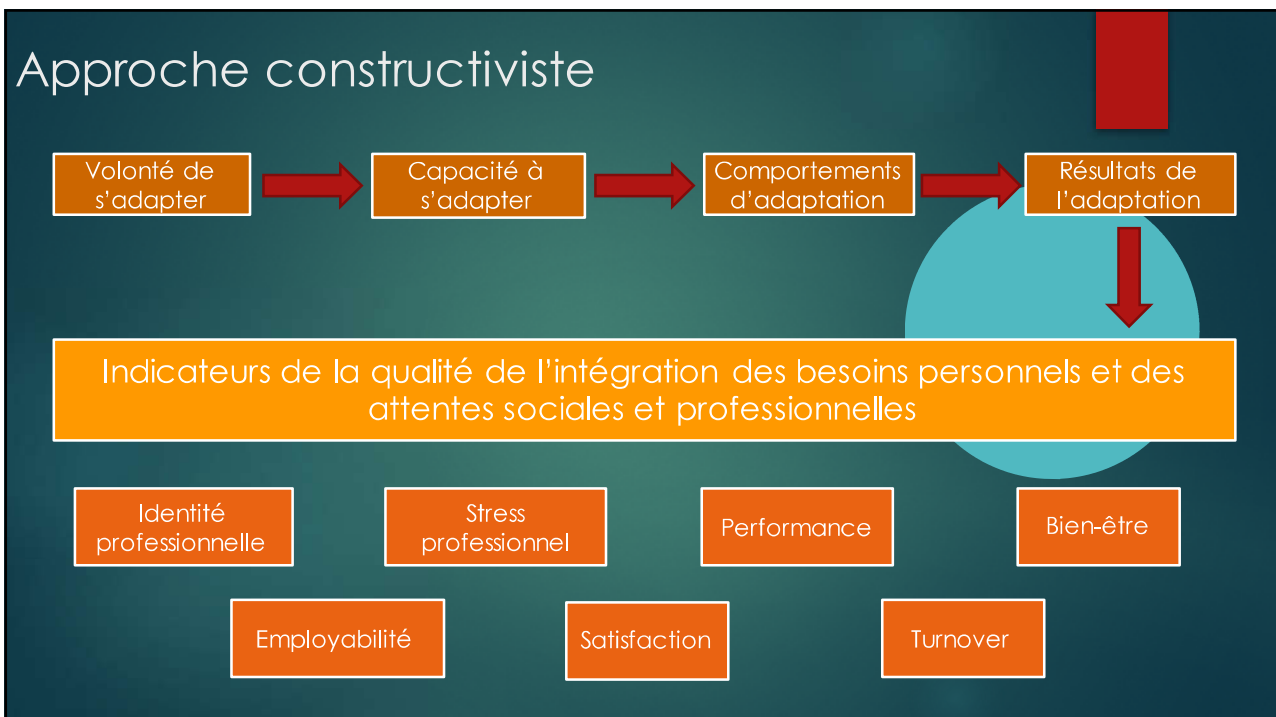 Approche constructiviste
Volonté de
s'adapter
Capacité à
s'adapter
Comportements
d'adaptation
Résultats de
l'adaptation
Indicateurs de la qualité de l'intégration des besoins personnels et des
attentes sociales et professionnelles
Identité
professionnelle
Stress
professionnel
Performance
Bien-être
Employabilité
Satisfaction
Turnover